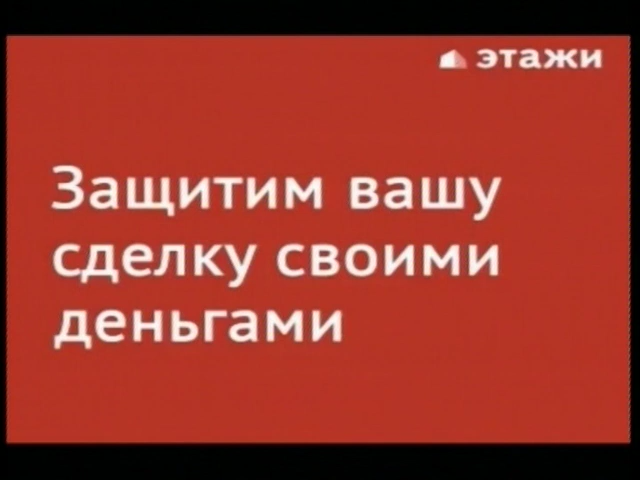 этажи
Защитим вашу
сделку своими
деньгами